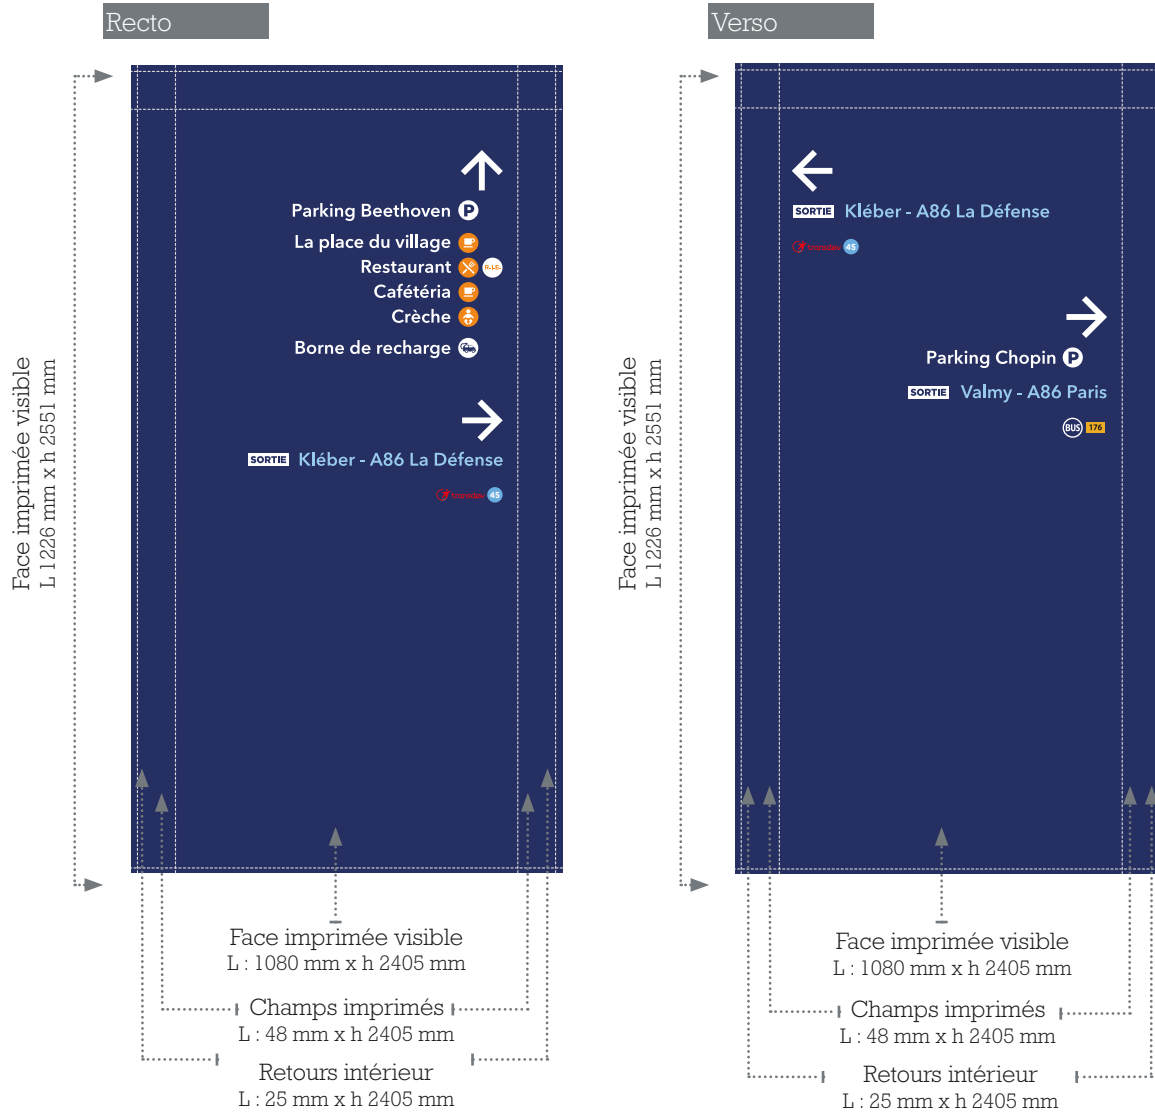 Recto
Face imprimée visible
L 1226 mm x h 2551 mm
Parking Beethoven P
La place du village
Restaurant R-I-E-
Cafétéria
Crèche
Borne de recharge
SORTIE Kléber - A86 La Défense
transdev 45
Face imprimée visible
L : 1080 mm x h 2405 mm
Champs imprimés
L : 48 mm x h 2405 mm
Retours intérieur
L : 25 mm x h 2405 mm
Verso
Face imprimée visible
L 1226 mm x h 2551 mm
SORTIE Kléber - A86 La Défense
transdev 45
Parking Chopin P
SORTIE Valmy - A86 Paris
BUS 176
Face imprimée visible
L : 1080 mm x h 2405 mm
Champs imprimés
L : 48 mm x h 2405 mm
Retours intérieur
L : 25 mm x h 2405 mm